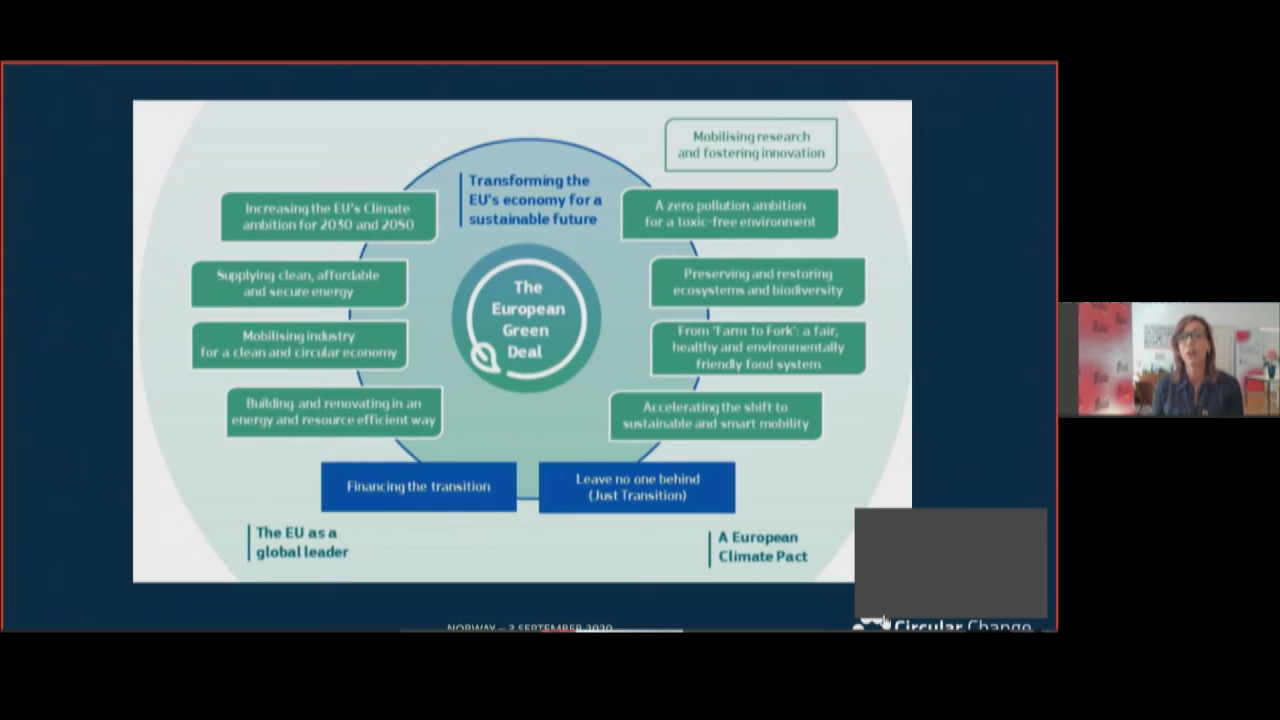 Mobilising research
and fostering innovation
Transforming the
EU's economy for a
sustainable future
Increasing the EU's Climate
ambition for 2030 and 2050
A zero pollution ambition
for a toxic-free environment
Supplying clean, affordable
and secure energy
Preserving and restoring
ecosystems and biodiversity
The
European
Green
Deal
Mobilising industry
for a clean and circular economy
From 'Farm to Fork': a fair,
healthy and environmentally
friendly food system
Building and renovating in an
energy and resource efficient way
Accelerating the shift to
sustainable and smart mobility
Financing the transition
Leave no one behind
(Just Transition)
The EU as a
global leader
A European
Climate Pact
NORWAY – 3 SEPTEMBER 2020
Circular Change